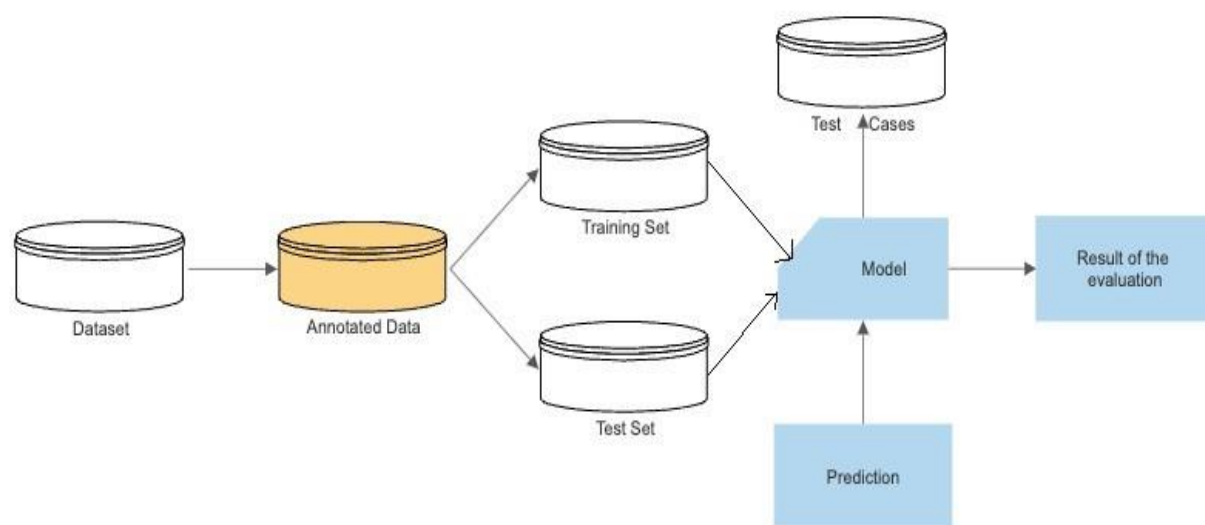 Test Cases
Training Set
Model
Result of the
evaluation
Dataset
Annotated Data
Test Set
Prediction